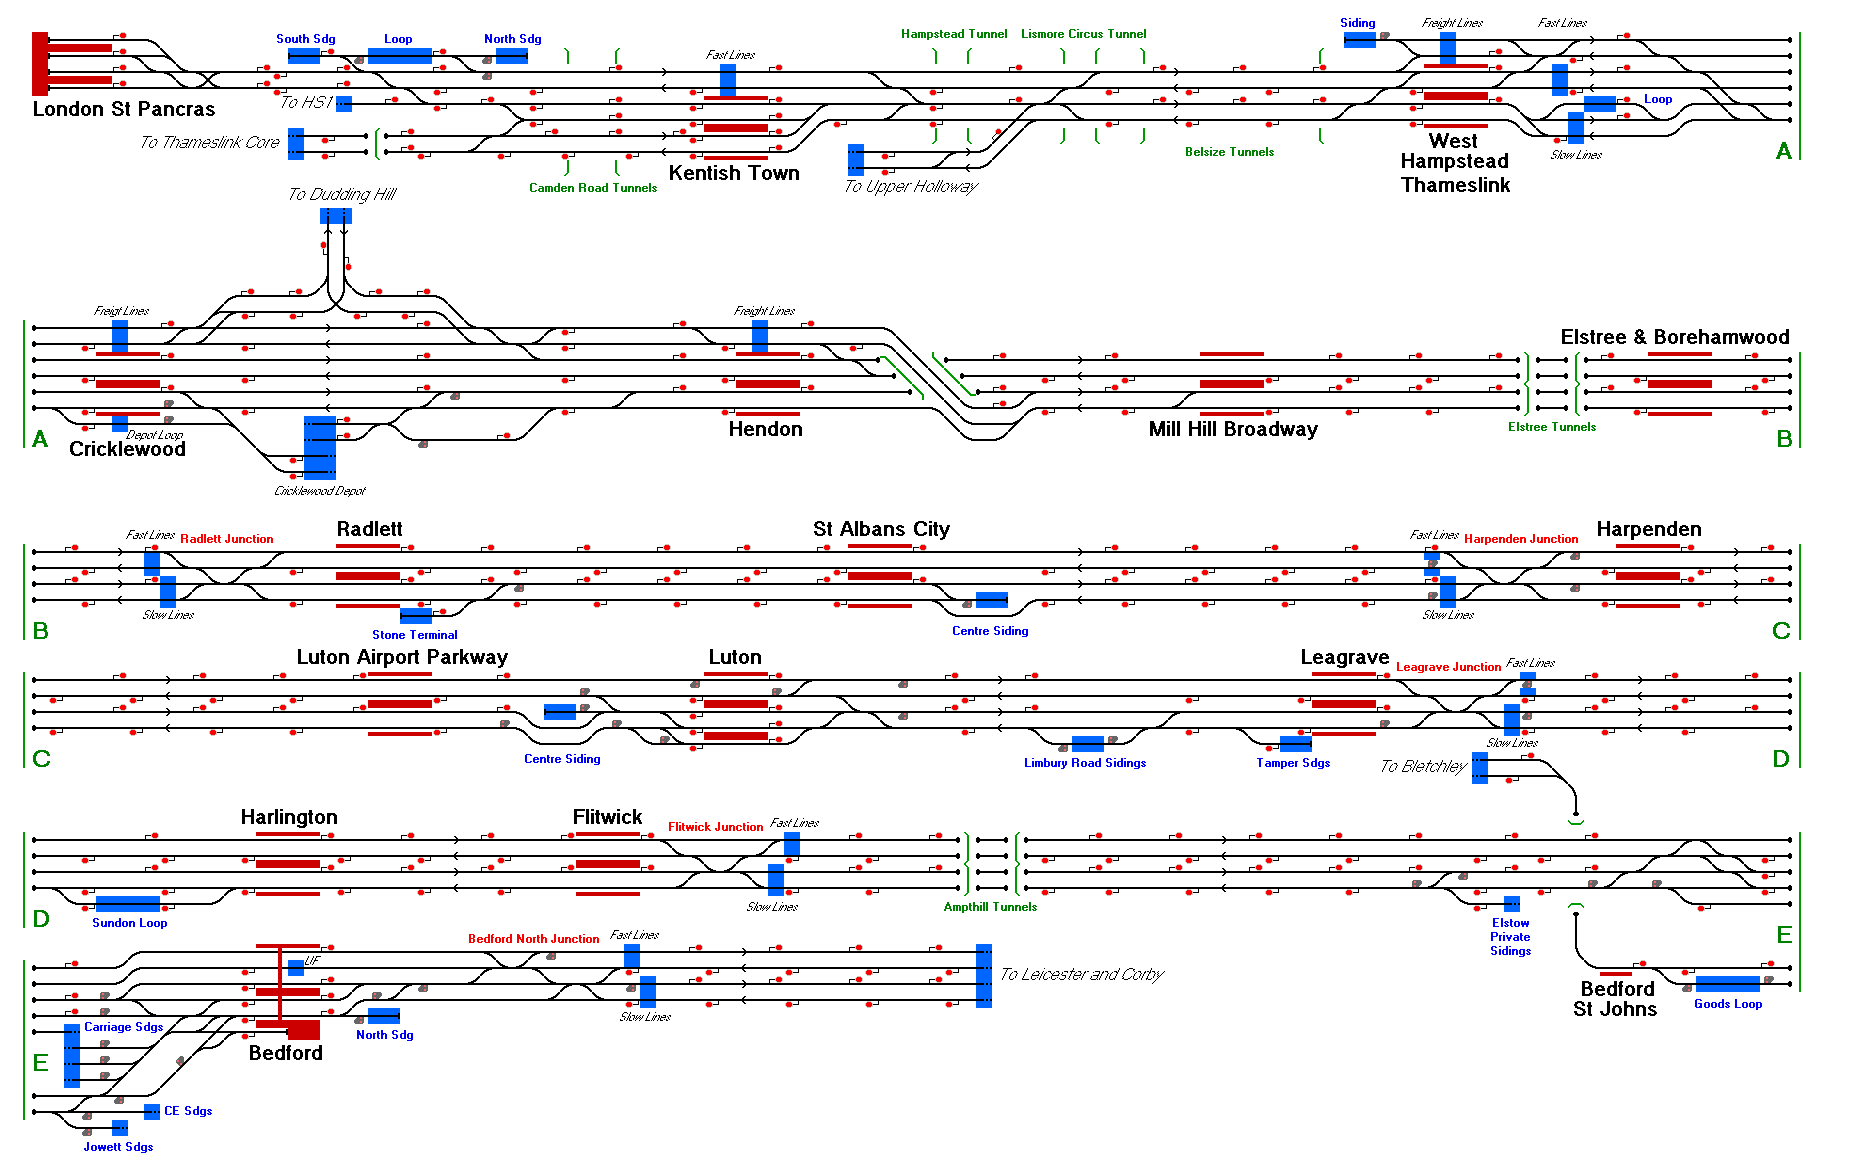 Siding
Freight Lines
Fast Lines
South Sdg
Loop
North Sdg
Hampstead Tunnel
Lismore Circus Tunnel
Fast Lines
London St Pancras
To HS1
Loop
To Thameslink Core
Kentish Town
Camden Road Tunnels
To Upper Holloway
Belsize Tunnels
West
Hampstead
Thameslink
Slow Lines
A
To Dudding Hill
Freigt Lines
Freight Lines
Elstree & Borehamwood
A
Depot Loop
Cricklewood
Cricklewood Depot
Hendon
Mill Hill Broadway
Elstree Tunnels
B
Fast Lines
Radlett Junction
Radlett
St Albans City
Fast Lines
Harpenden Junction
Harpenden
B
Slow Lines
Stone Terminal
Centre Siding
Slow Lines
C
Luton Airport Parkway
Luton
Leagrave
Leagrave Junction
Fast Lines
C
Centre Siding
Limbury Road Sidings
Tamper Sdgs
Slow Lines
To Bletchley
D
Harlington
Flitwick
Flitwick Junction
Fast Lines
D
Sundon Loop
Slow Lines
Ampthill Tunnels
Elstow
Private
Sidings
E
Bedford North Junction
Fast Lines
UF
To Leicester and Corby
Bedford
St Johns
Goods Loop
Carriage Sdgs
North Sdg
Slow Lines
Bedford
E
CE Sdgs
Jowett Sdgs